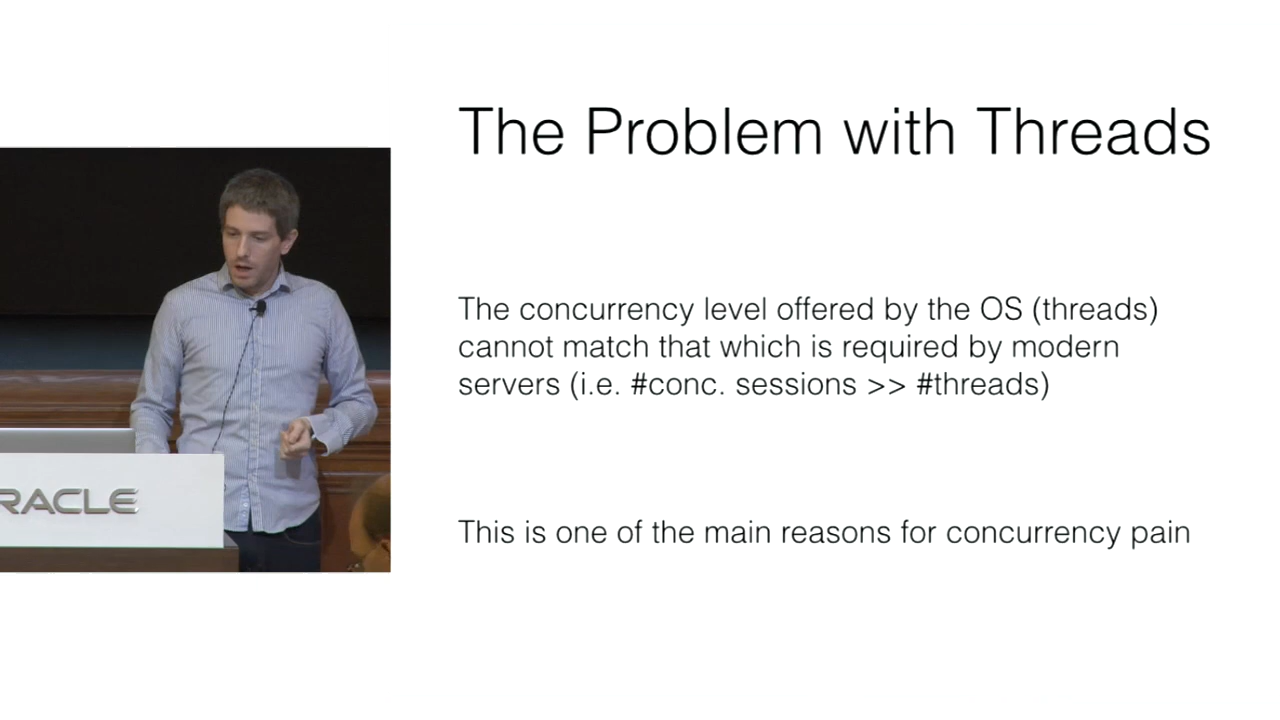 The Problem with Threads
The concurrency level offered by the OS (threads)
cannot match that which is required by modern
servers (i.e. #conc. sessions >> #threads)
This is one of the main reasons for concurrency pain
RACLE